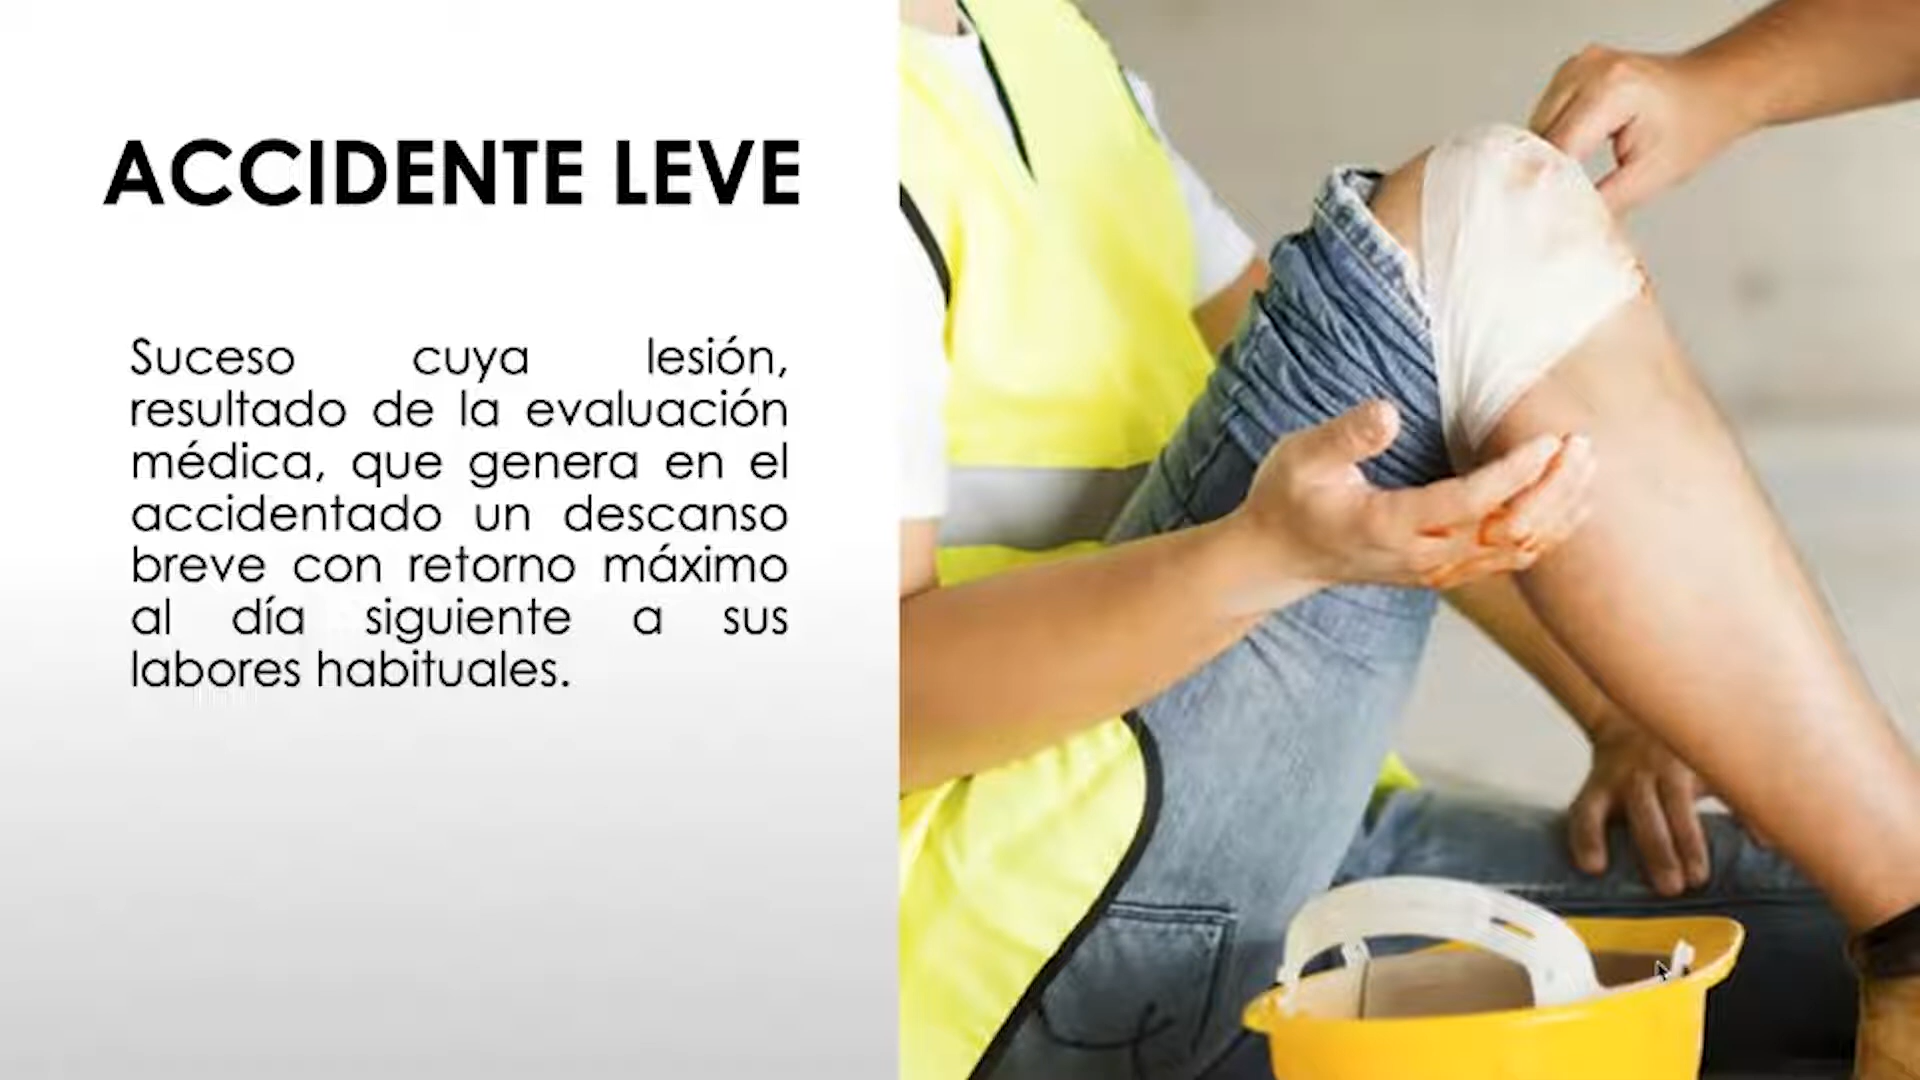 ACCIDENTE LEVE
Suceso cuya lesión,
resultado de la evaluación
médica, que genera en el
accidentado un descanso
breve con retorno máximo
al día siguiente a sus
labores habituales.